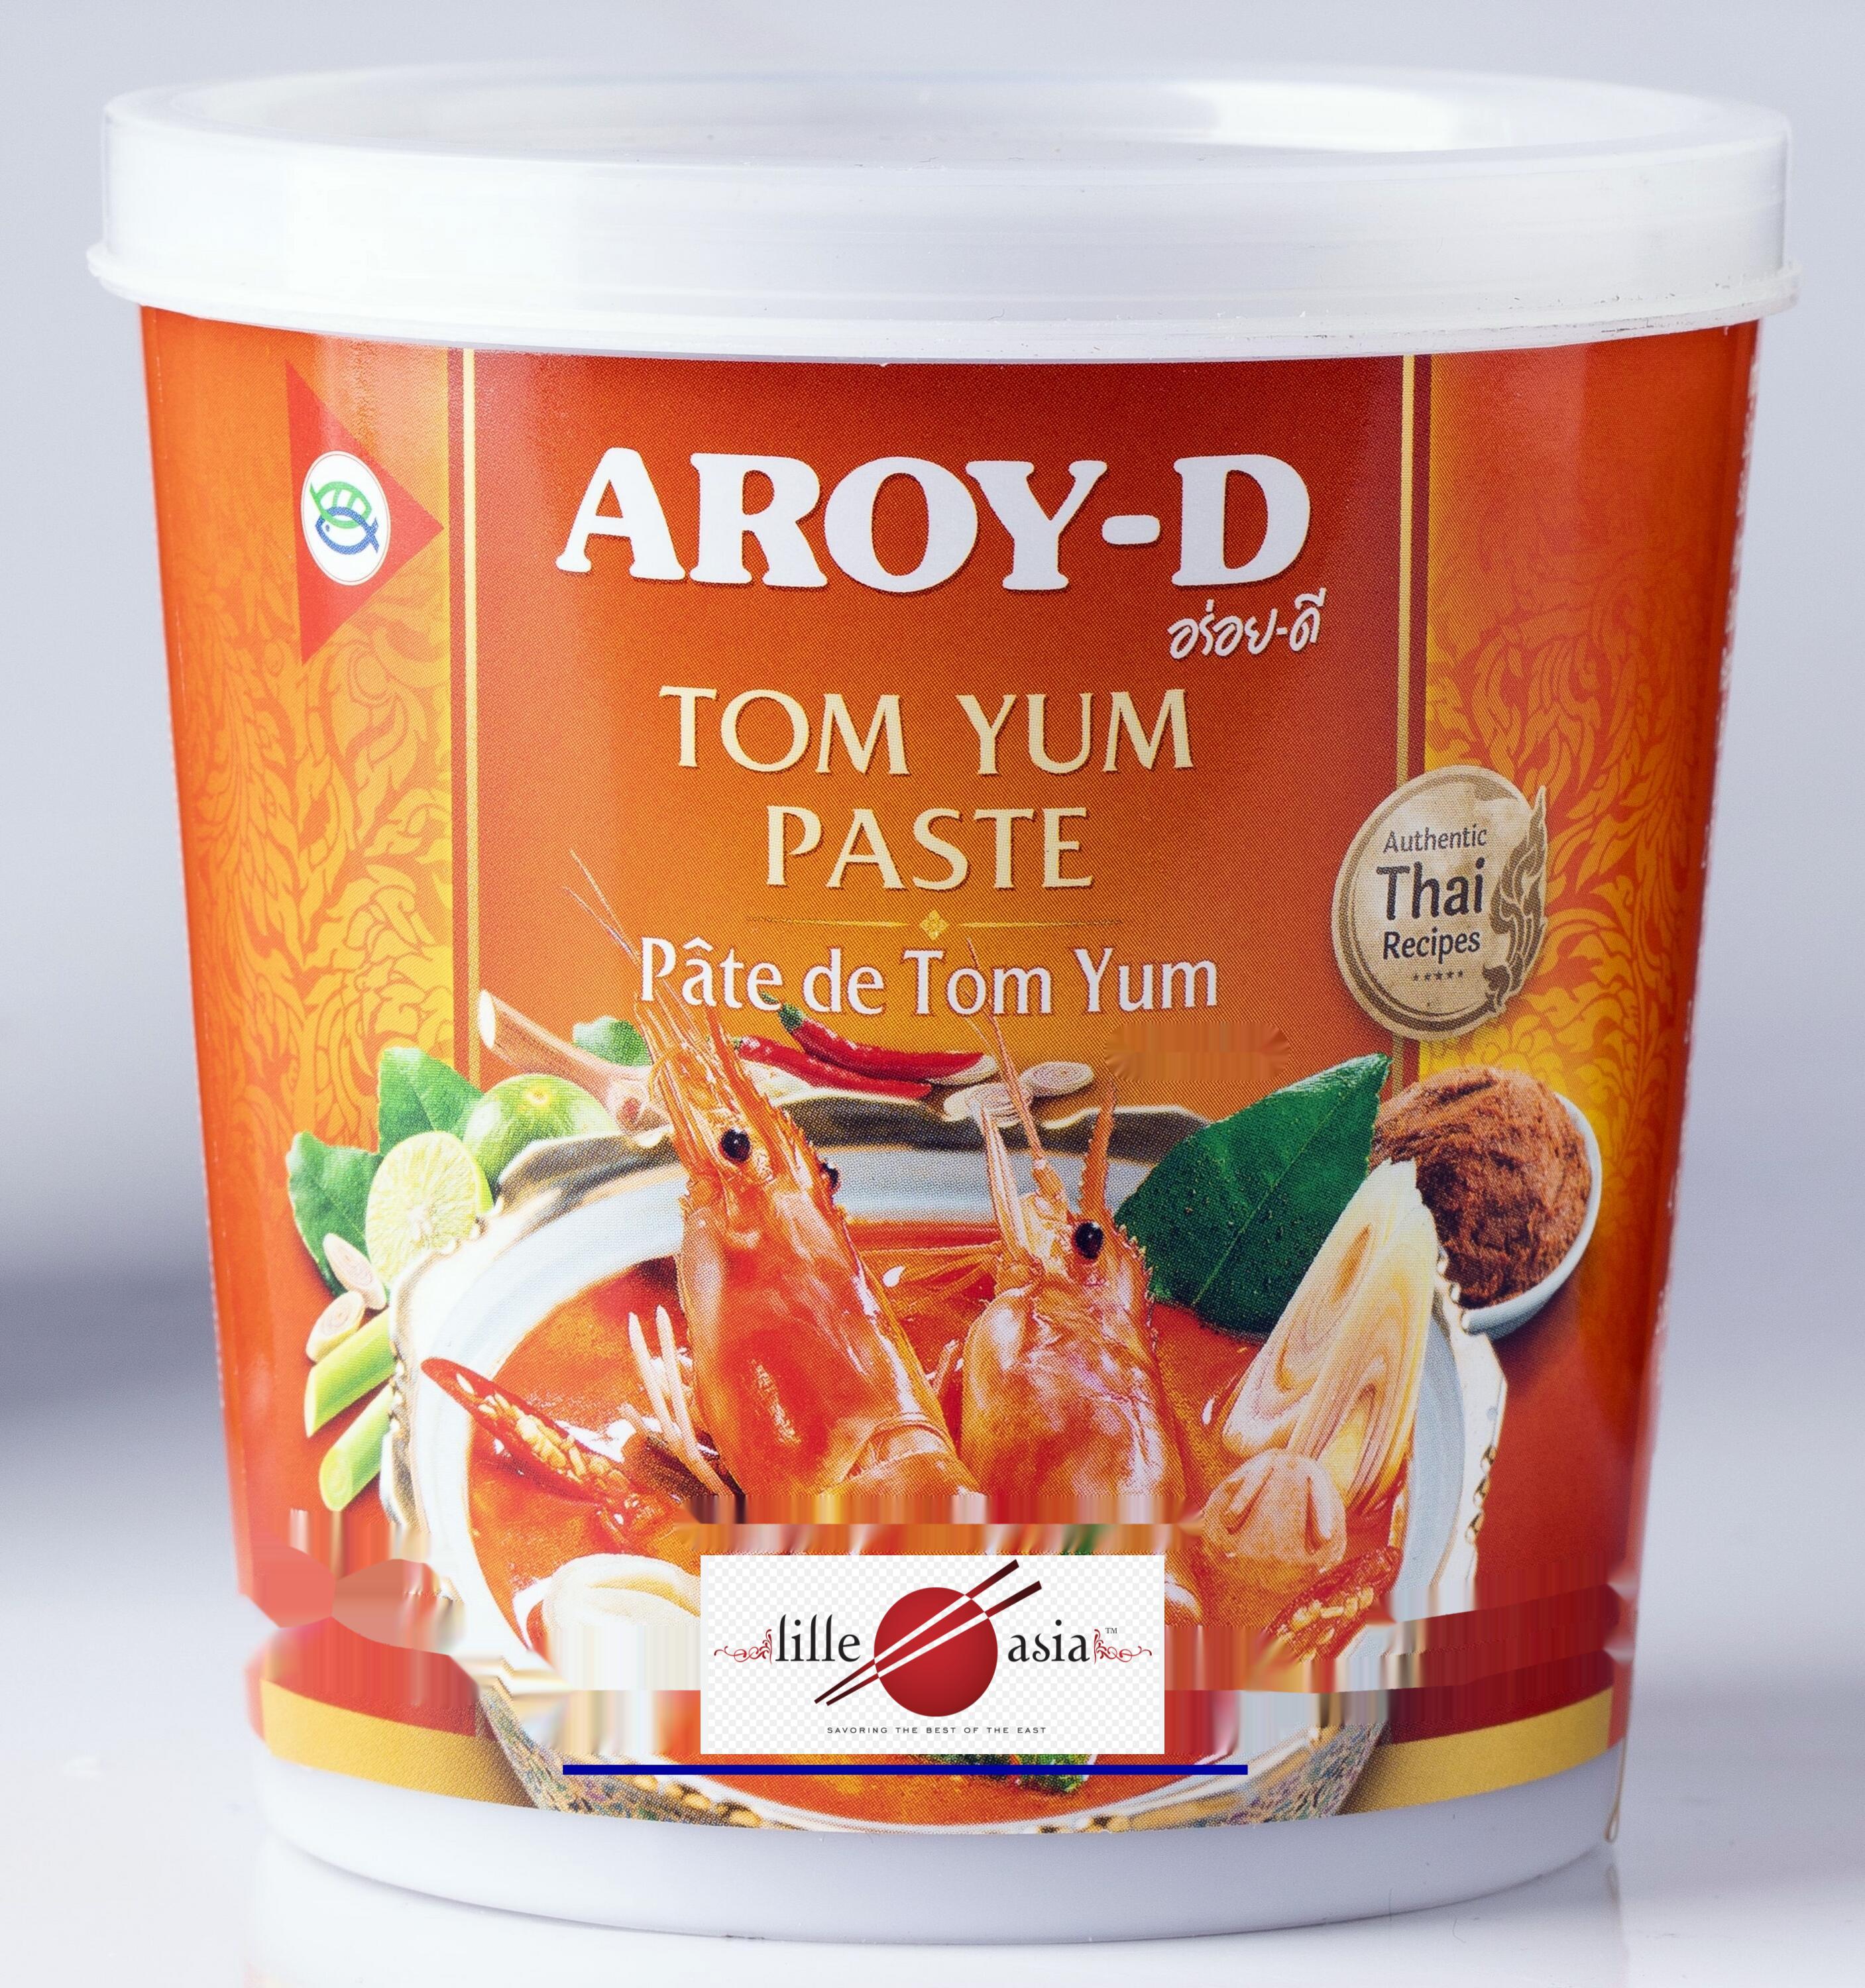 AROY-D
อร่อย-ดี
TOM YUM
PASTE
Pâte de Tom Yum
Authentic
Thai
Recipes
lille asia™
SAVORING THE BEST OF THE EAST